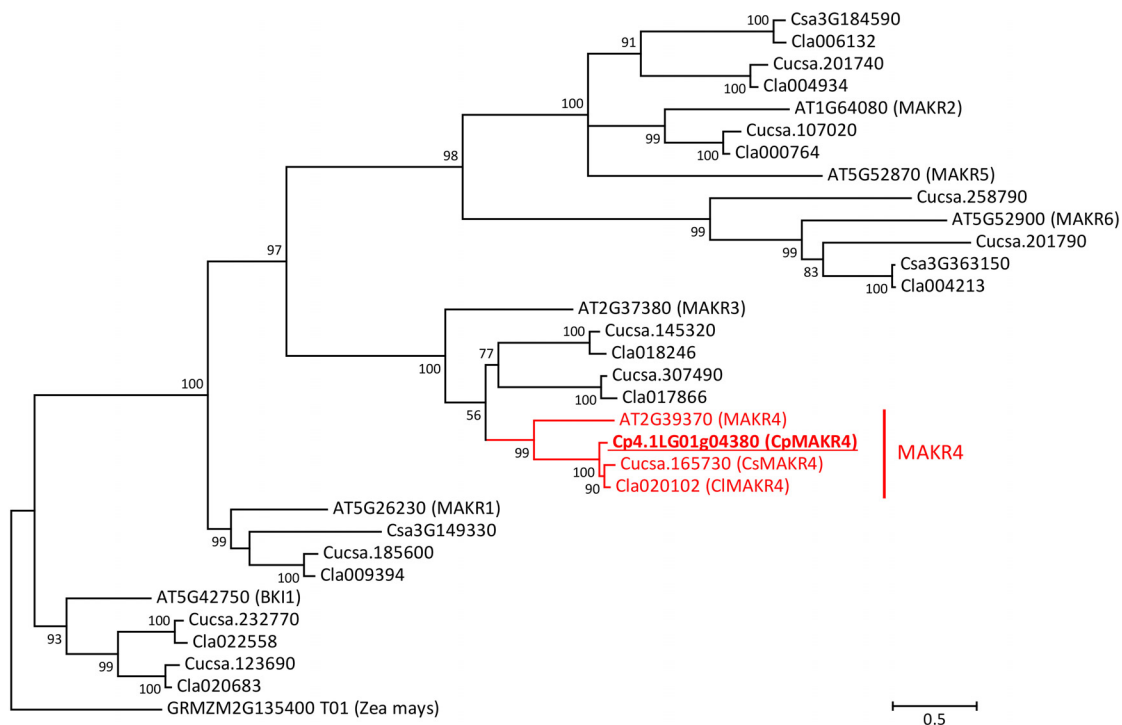 100
Csa3G184590
Cla006132
91
Cucsa.201740
100
Cla004934
100
AT1G64080 (MAKR2)
99
Cucsa.107020
100
Cla000764
98
AT5G52870 (MAKR5)
Cucsa.258790
99
AT5G52900 (MAKR6)
99
Cucsa.201790
83
Csa3G363150
100
Cla004213
97
AT2G37380 (MAKR3)
100
100
Cucsa.145320
Cla018246
77
Cucsa.307490
100
Cla017866
56
AT2G39370 (MAKR4)
99
Cp4.1LG01g04380 (CpMAKR4)
100
Cucsa.165730 (CsMAKR4)
90
Cla020102 (ClMAKR4)
MAKR4
100
AT5G26230 (MAKR1)
99
Csa3G149330
Cucsa.185600
100
Cla009394
AT5G42750 (BKI1)
93
100
Cucsa.232770
Cla022558
99
Cucsa.123690
100
Cla020683
GRMZM2G135400 T01 (Zea mays)
0.5